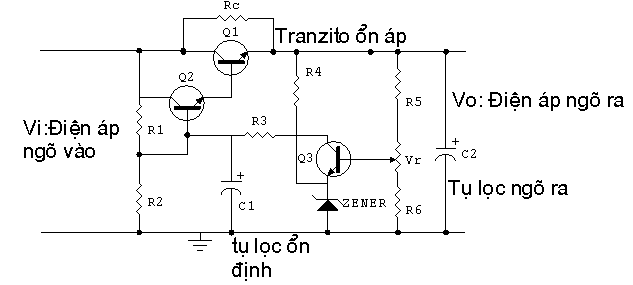 Rc
Q1
Tranzito ổn áp
Q2
R4
R1
R5
Vi:Điện áp
ngõ vào
R3
Vo: Điện áp ngõ ra
Q3
Vr
C2
R2
C1
ZENER
R6
Tụ lọc ngõ ra
tụ lọc ổn
định